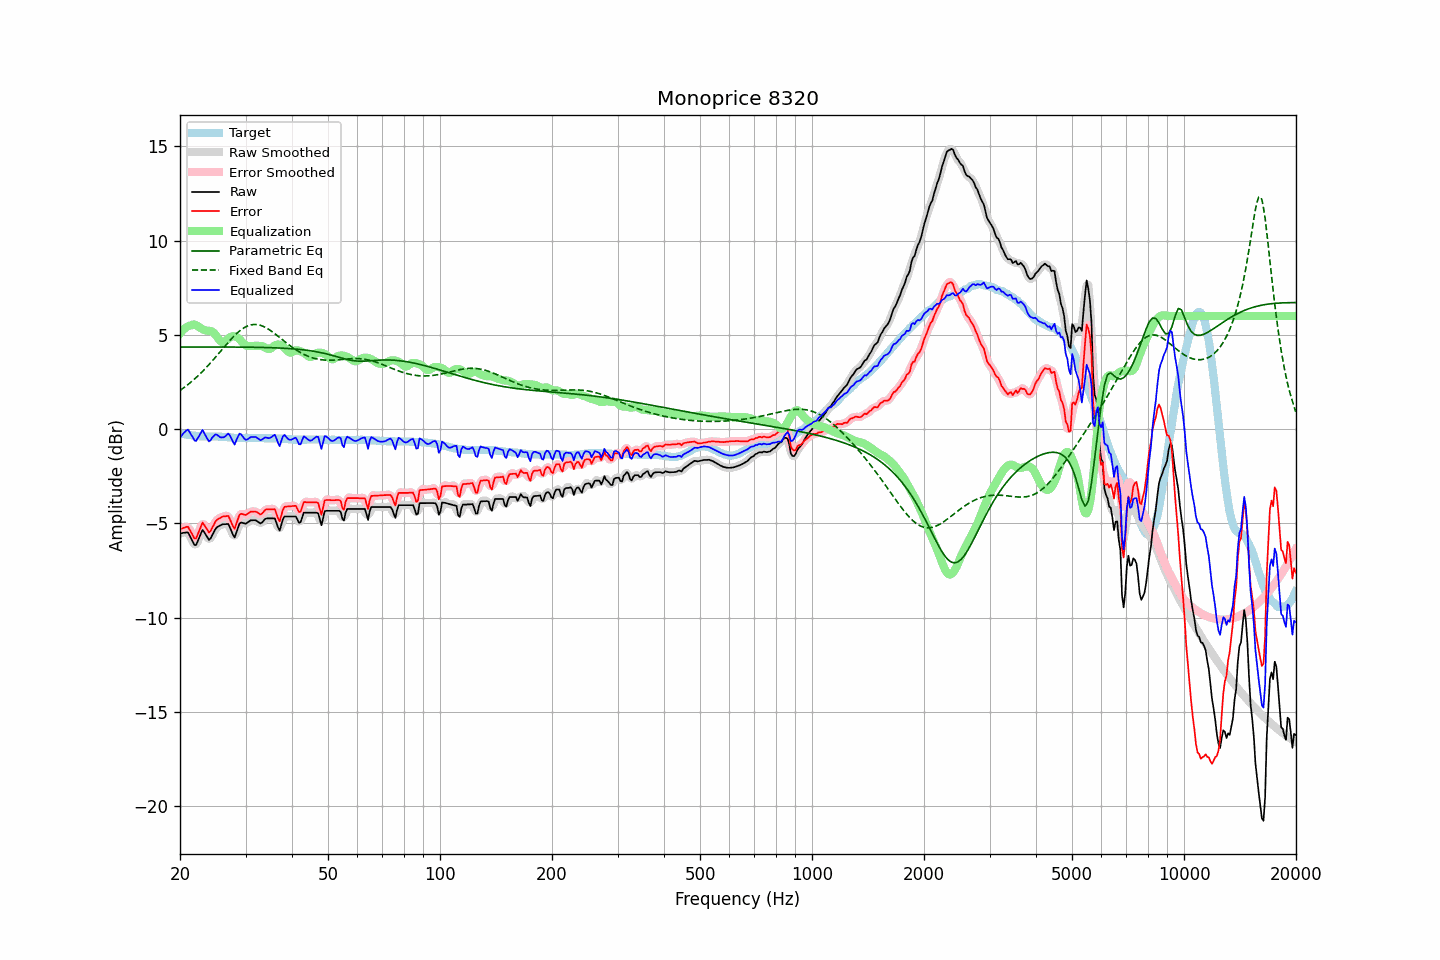 Monoprice 8320
Target
Raw Smoothed
Error Smoothed
Raw
Error
Equalization
Parametric Eq
Fixed Band Eq
Equalized
Amplitude (dBr)
15
10
5
0
−5
−10
−15
−20
20
50
100
200
500
1000
2000
5000
10000
20000
Frequency (Hz)